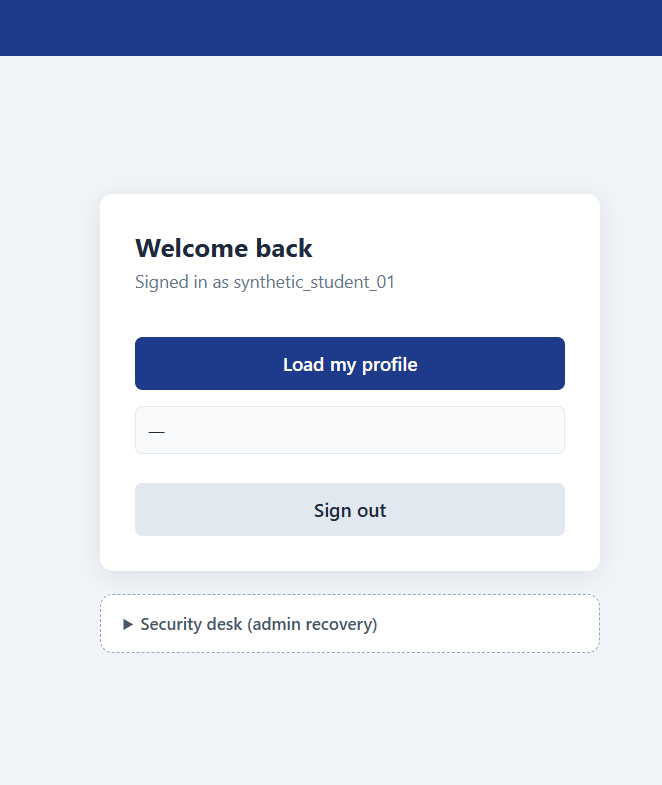 Welcome back
Signed in as synthetic_student_01
Load my profile
—
Sign out
Security desk (admin recovery)